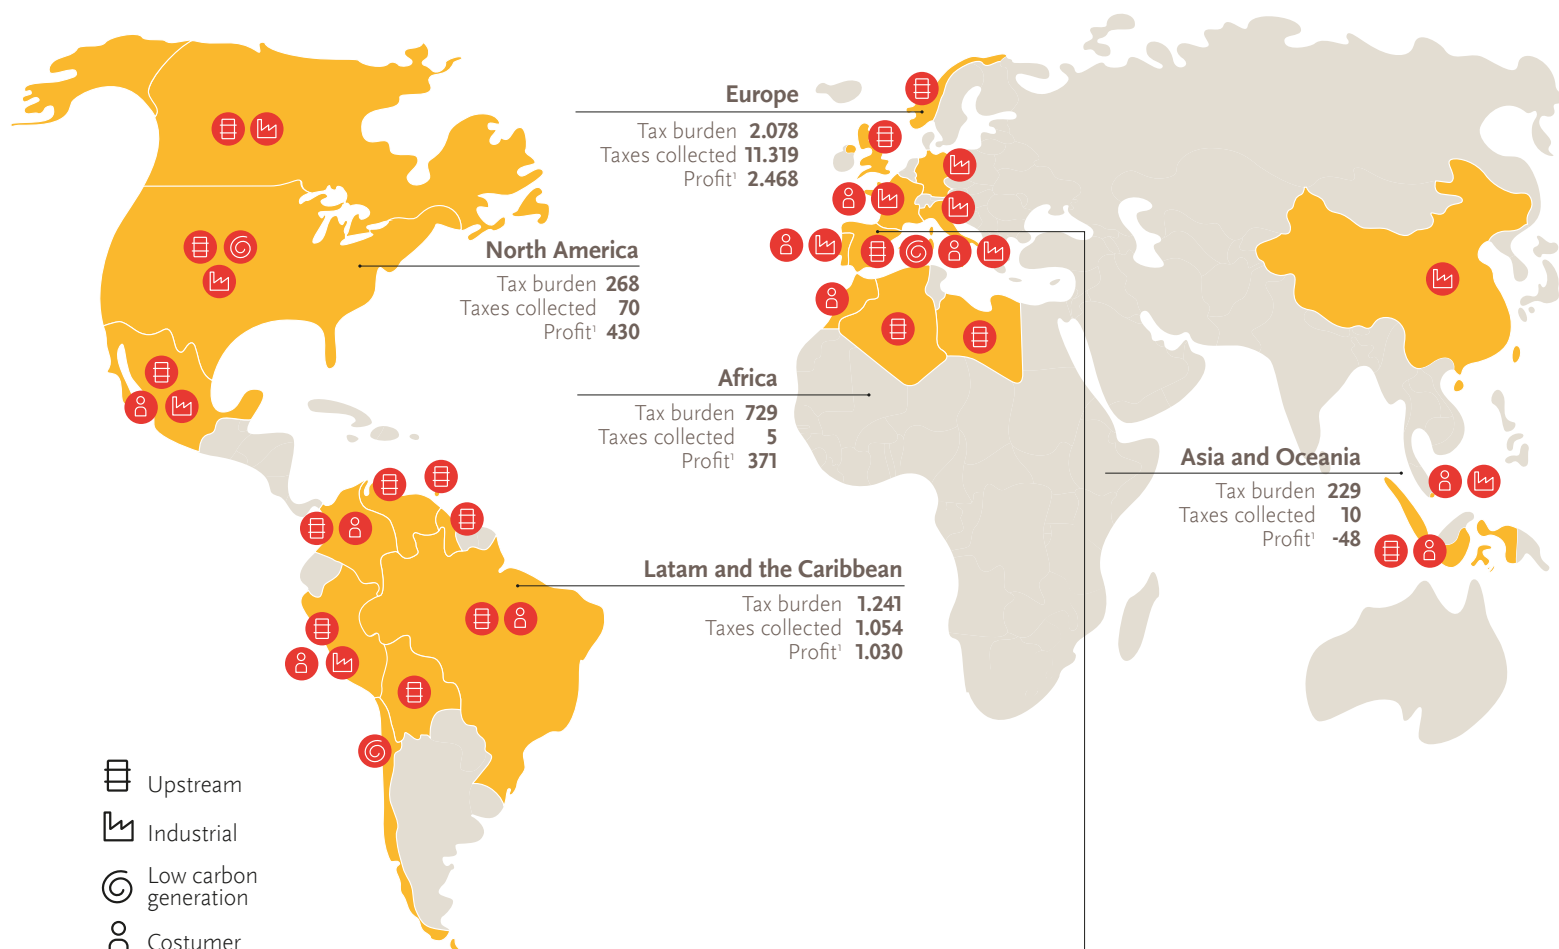 Europe
Tax burden 2.078
Taxes collected 11.319
Profit¹ 2.468
North America
Tax burden 268
Taxes collected 70
Profit¹ 430
Africa
Tax burden 729
Taxes collected 5
Profit¹ 371
Asia and Oceania
Tax burden 229
Taxes collected 10
Profit¹ -48
Latam and the Caribbean
Tax burden 1.241
Taxes collected 1.054
Profit¹ 1.030
Upstream
Industrial
Low carbon
generation
Costumer